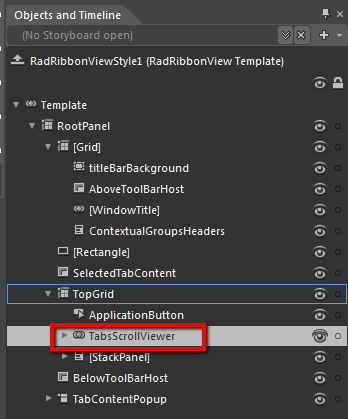 Objects and Timeline
(No Storyboard open)
RadRibbonViewStyle1 (RadRibbonView Template)
Template
RootPanel
[Grid]
titleBarBackground
AboveToolBarHost
[WindowTitle]
ContextualGroupsHeaders
[Rectangle]
SelectedTabContent
TopGrid
ApplicationButton
TabsScrollViewer
[StackPanel]
BelowToolBarHost
TabContentPopup